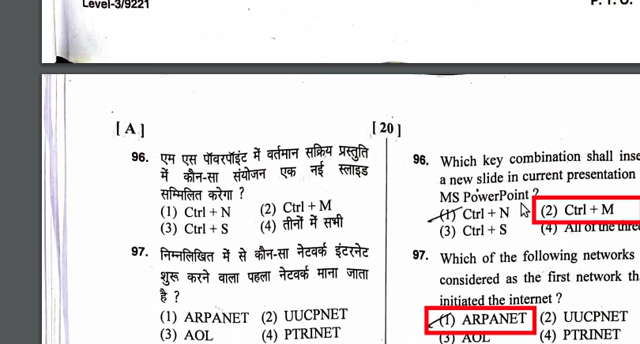 Level-3/9221
P. T. O.
[ A ]
[ 20 ]
96. एम एस पॉवरपॉइंट में वर्तमान सक्रिय प्रस्तुति
में कौन-सा संयोजन एक नई स्लाइड
सम्मिलित करेगा ?
(1) Ctrl + N (2) Ctrl + M
(3) Ctrl + S (4) तीनों में सभी
97. निम्नलिखित में से कौन-सा नेटवर्क इंटरनेट
शुरू करने वाला पहला नेटवर्क माना जाता
है ?
(1) ARPANET (2) UUCPNET
(3) AOL (4) PTRINET
96. Which key combination shall inse
a new slide in current presentation
MS PowerPoint ?
(1) Ctrl + N (2) Ctrl + M
(3) Ctrl + S (4) All of the three
97. Which of the following networks
considered as the first network th
initiated the internet ?
(1) ARPANET (2) UUCPNET
(3) AOL (4) PTRINET